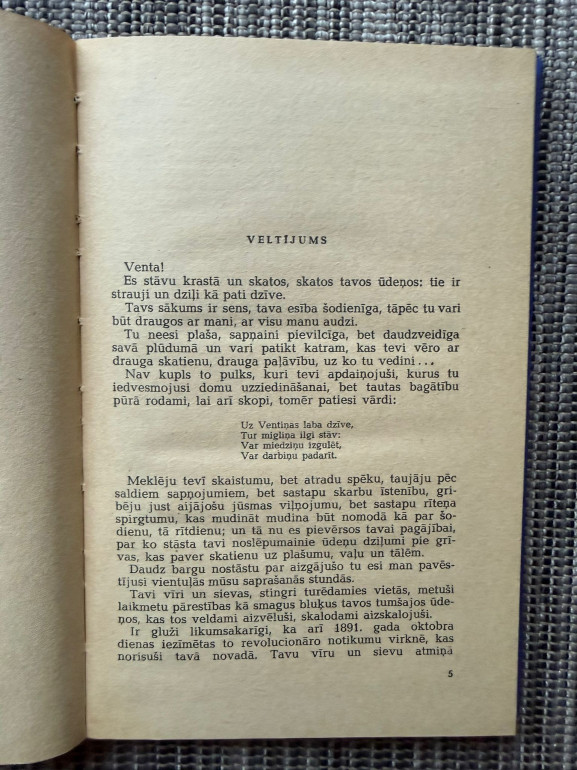 VELTĪJUMS
Venta!
Es stāvu krastā un skatos, skatos tavos ūdeņos: tie ir
strauji un dziļi kā pati dzīve.
Tavs sākums ir sens, tava esība šodienīga, tāpēc tu vari
būt draugos ar mani, ar visu manu audzi.
Tu neesi plaša, sapņaini pievilcīga, bet daudzveidīga
savā plūdumā un vari patikt katram, kas tevi vēro ar
drauga skatienu, drauga paļāvību, uz ko tu vedini...
Nav kupls to pulks, kuri tevi apdaiņojuši, kurus tu
iedvesmojusi domu uzziedināšanai, bet tautas bagātību
pūrā rodami, lai arī skopi, tomēr patiesi vārdi:
Uz Ventiņas laba dzīve,
Tur migliņa ilgi stāv:
Var miedziņu izgulēt,
Var darbiņu padarīt.
Meklēju tevī skaistumu, bet atradu spēku, taujāju pēc
saldiem sapņojumiem, bet sastapu skarbu īstenību, gri-
bēju just aijājošu jūsmas viļņojumu, bet sastapu rīteņa
spirgtumu, kas mudināt mudina būt nomodā kā par šo-
dienu, tā rītdienu; un tā nu es pievērsos tavai pagājībai,
par ko stāsta tavi noslēpumainie ūdeņu dziļumi pie grī-
vas, kas paver skatienu uz plašumu, vaļu un tālēm.
Daudz bargu nostāstu par aizgājušo tu esi man pavēs-
tījusi vientuļās mūsu saprašanās stundās.
Tavi vīri un sievas, stingri turēdamies vietās, metuši
laikmetu pārestības kā smagus bluķus tavos tumšajos ūde-
ņos, kas tos veldami aizvēluši, skalodami aizskalojuši.
Ir gluži likumsakarīgi, ka arī 1891. gada oktobra
dienas iezīmētas to revolucionāro notikumu virknē, kas
norisuši tavā novadā. Tavu vīru un sievu atmiņā
5